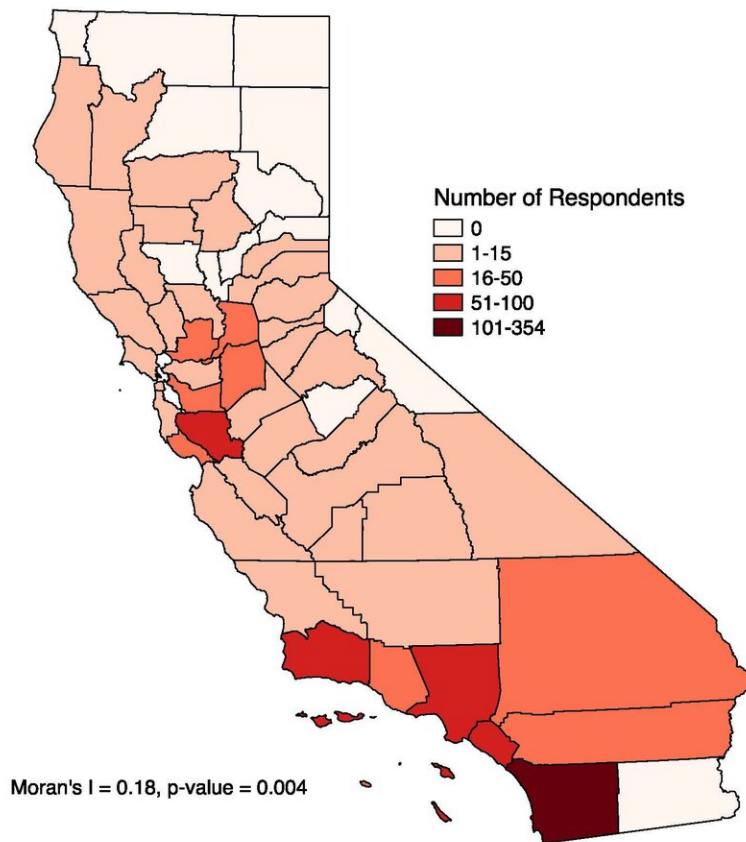 Number of Respondents
0
1-15
16-50
51-100
101-354
Moran's I = 0.18, p-value = 0.004